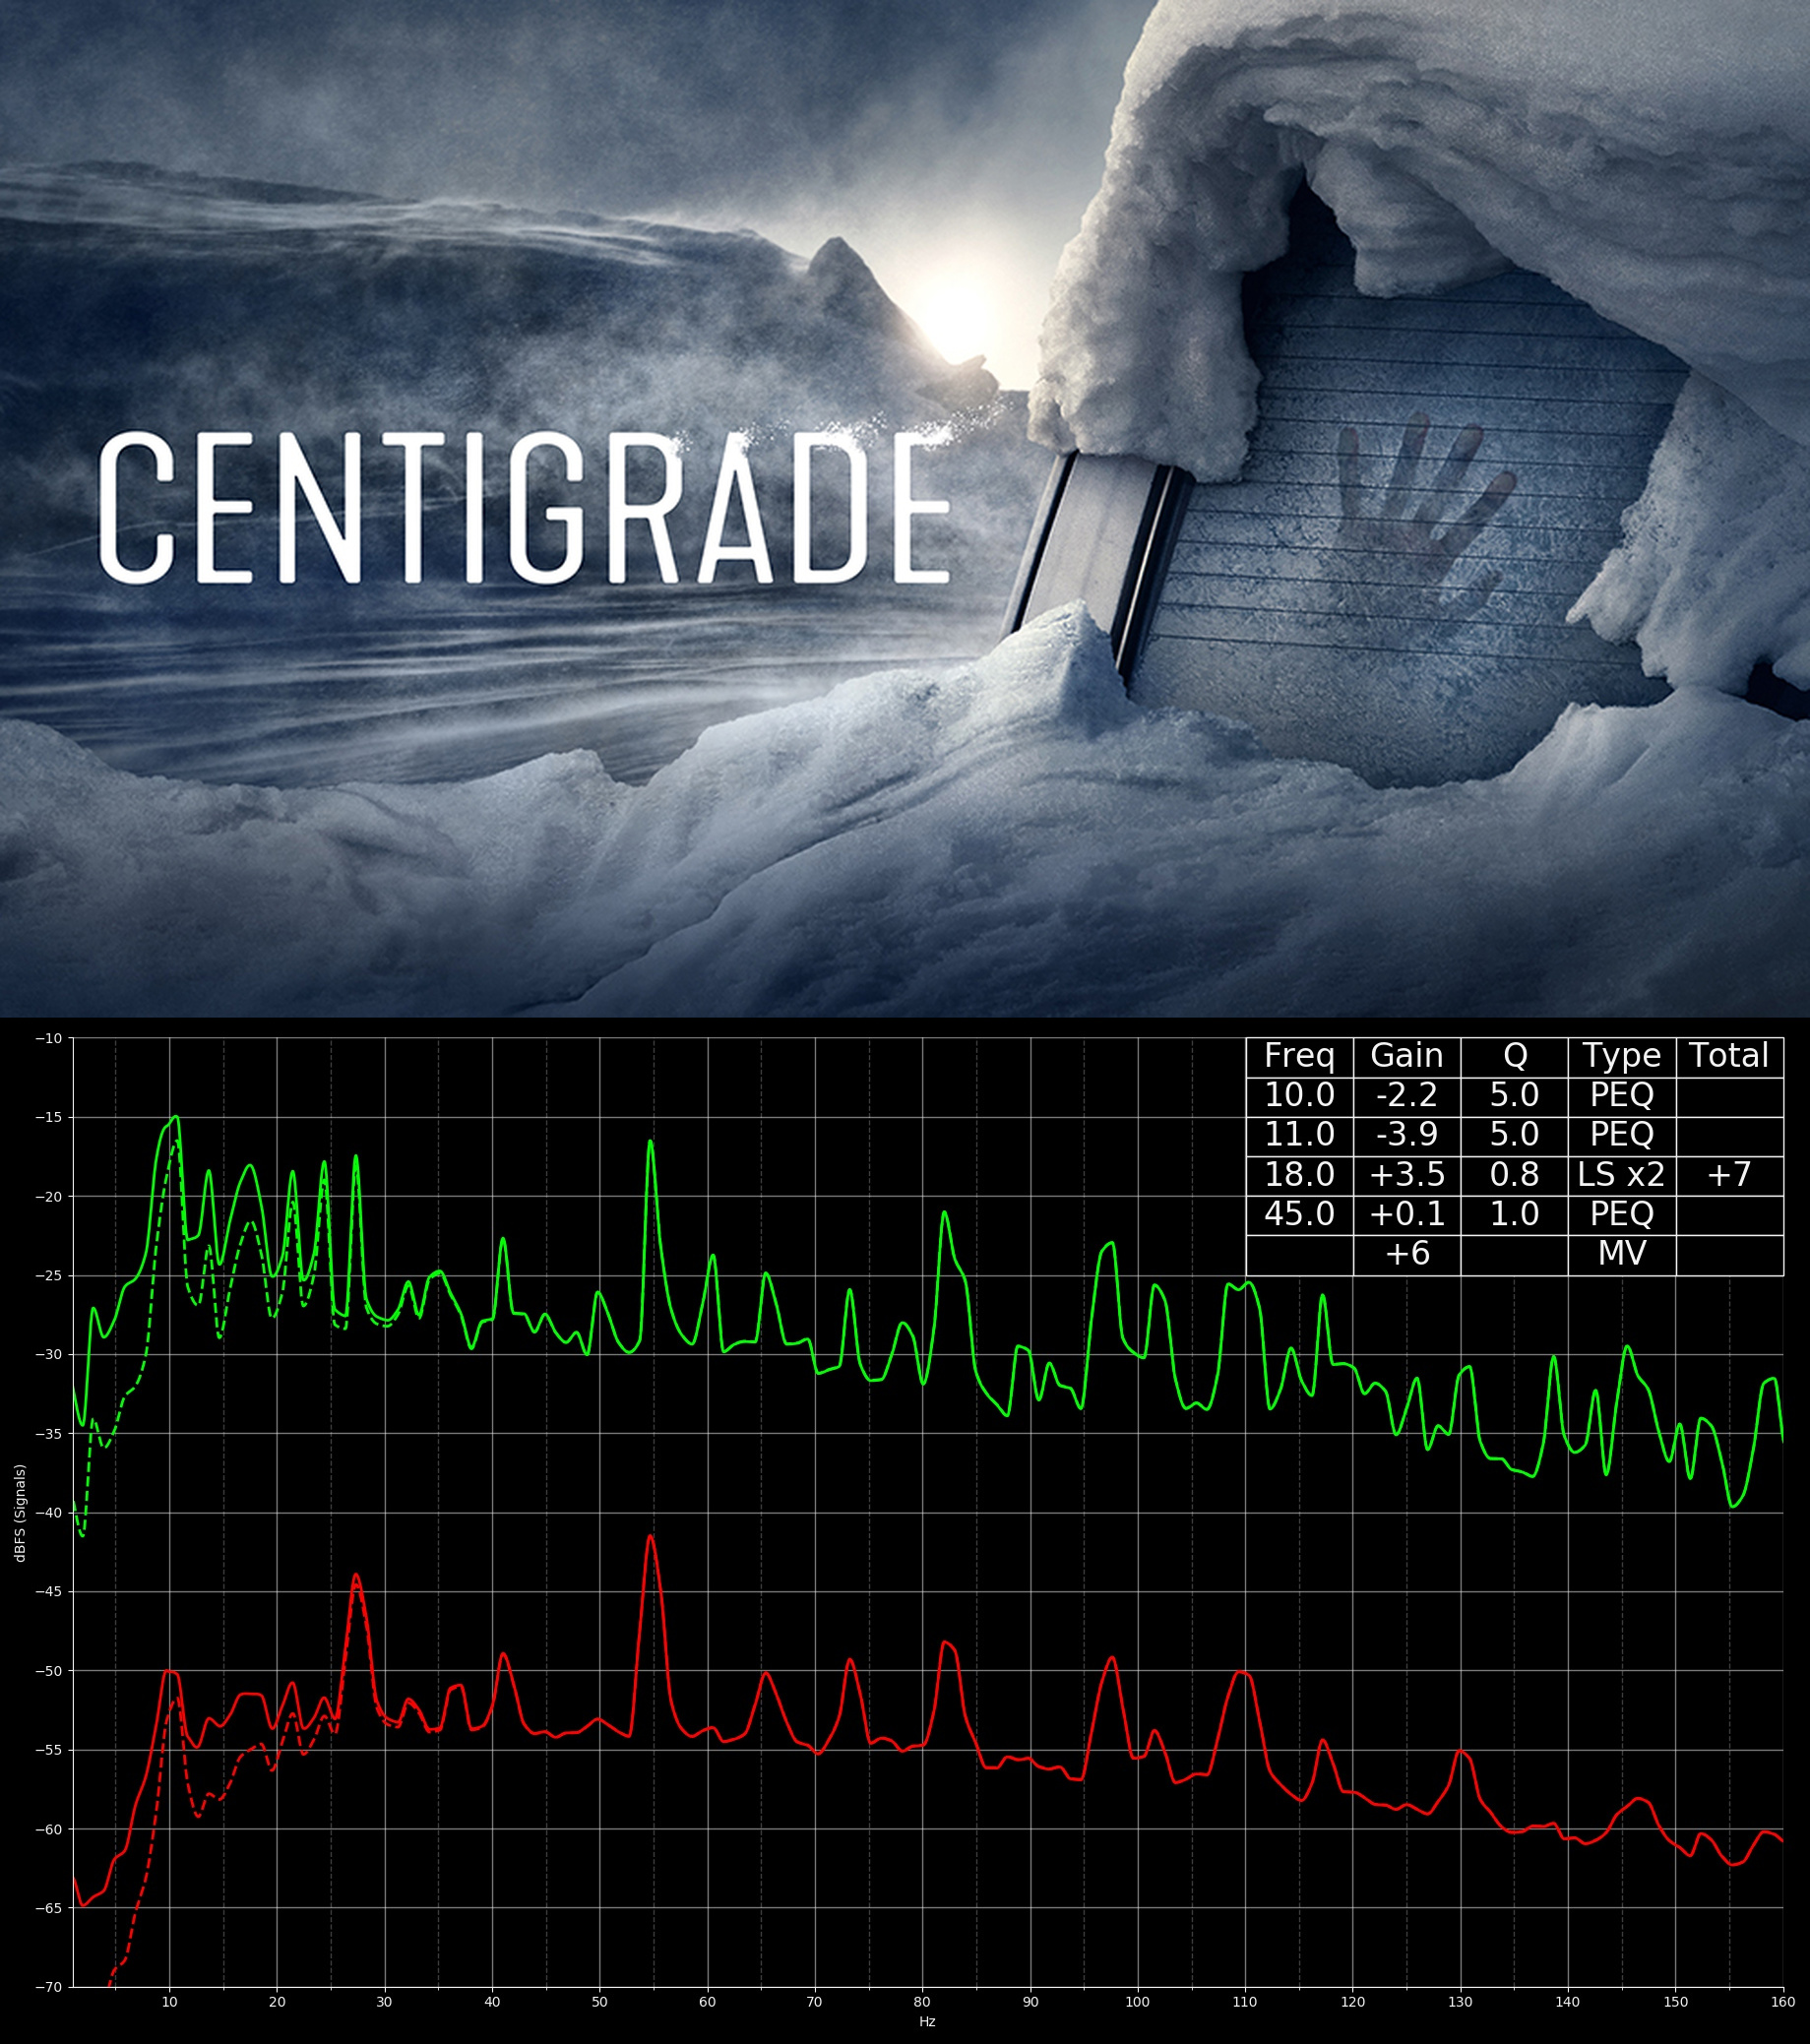 CENTIGRADE
Freq Gain Q Type Total
10.0 -2.2 5.0 PEQ
11.0 -3.9 5.0 PEQ
18.0 +3.5 0.8 LS x2 +7
45.0 +0.1 1.0 PEQ
+6 MV
−10
−15
−20
−25
−30
−35
−40
−45
−50
−55
−60
−65
−70
dBFS (Signals)
10 20 30 40 50 60 70 80 90 100 110 120 130 140 150 160
Hz